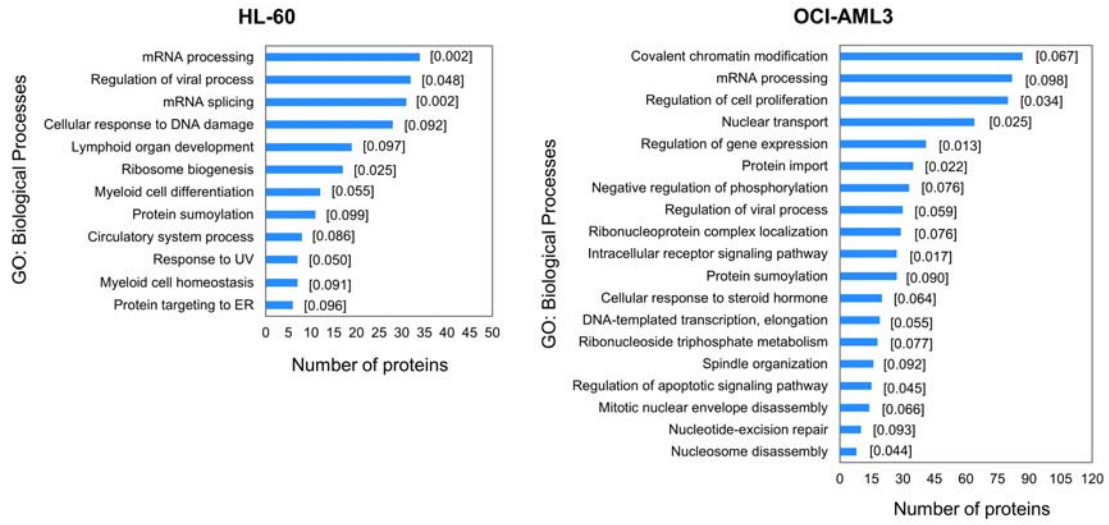 HL-60
GO: Biological Processes
mRNA processing [0.002]
Regulation of viral process [0.048]
mRNA splicing [0.002]
Cellular response to DNA damage [0.092]
Lymphoid organ development [0.097]
Ribosome biogenesis [0.025]
Myeloid cell differentiation [0.055]
Protein sumoylation [0.099]
Circulatory system process [0.086]
Response to UV [0.050]
Myeloid cell homeostasis [0.091]
Protein targeting to ER [0.096]
0 5 10 15 20 25 30 35 40 45 50
Number of proteins
OCI-AML3
GO: Biological Processes
Covalent chromatin modification [0.067]
mRNA processing [0.098]
Regulation of cell proliferation [0.034]
Nuclear transport [0.025]
Regulation of gene expression [0.013]
Protein import [0.022]
Negative regulation of phosphorylation [0.076]
Regulation of viral process [0.059]
Ribonucleoprotein complex localization [0.076]
Intracellular receptor signaling pathway [0.017]
Protein sumoylation [0.090]
Cellular response to steroid hormone [0.064]
DNA-templated transcription, elongation [0.055]
Ribonucleoside triphosphate metabolism [0.077]
Spindle organization [0.092]
Regulation of apoptotic signaling pathway [0.045]
Mitotic nuclear envelope disassembly [0.066]
Nucleotide-excision repair [0.093]
Nucleosome disassembly [0.044]
0 15 30 45 60 75 90 105 120
Number of proteins